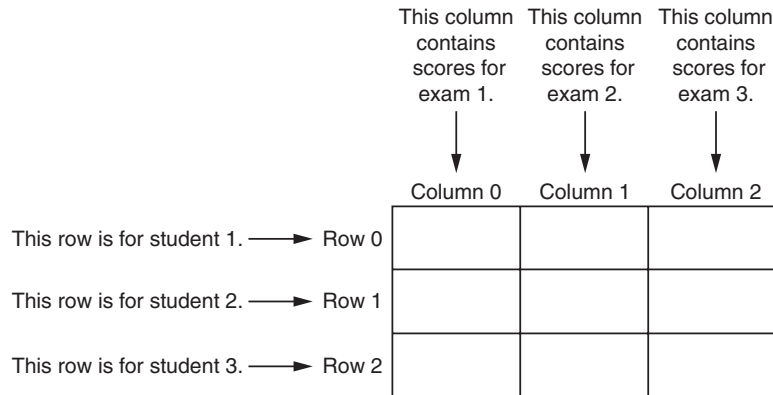 This column
contains
scores for
exam 1.
This column
contains
scores for
exam 2.
This column
contains
scores for
exam 3.
Column 0
Column 1
Column 2
This row is for student 1.
Row 0
This row is for student 2.
Row 1
This row is for student 3.
Row 2